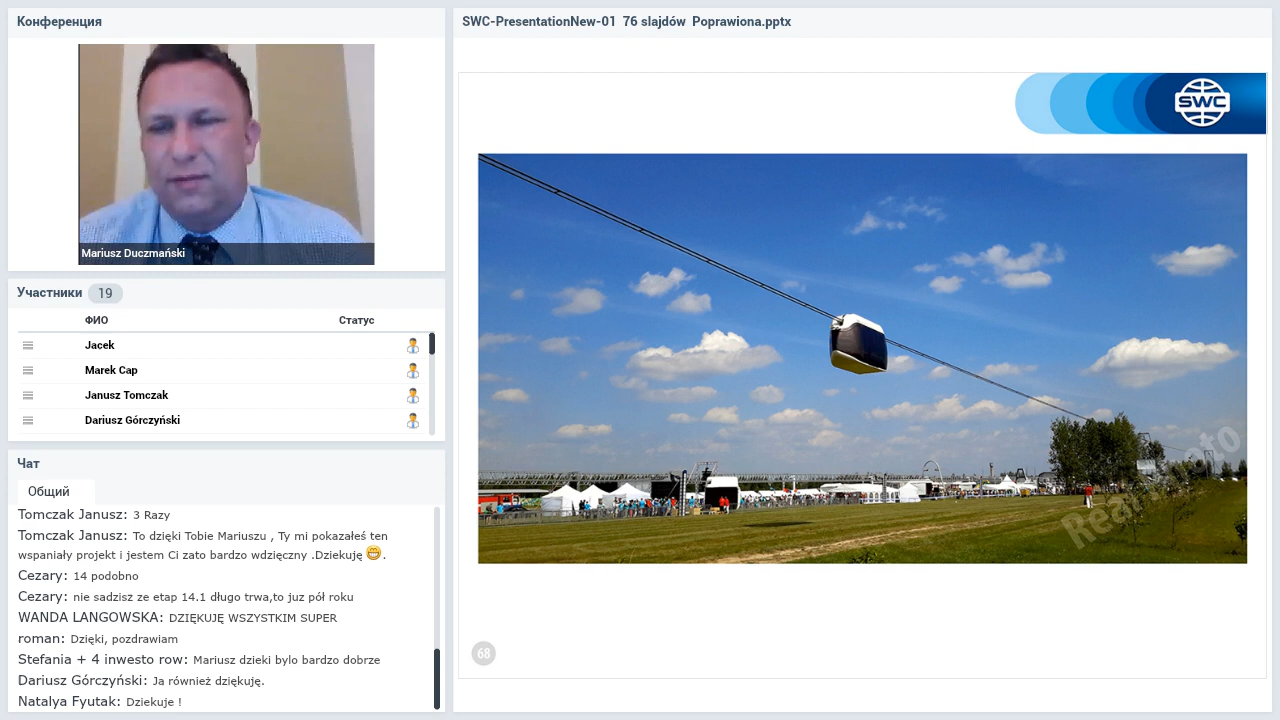 Конференция
Mariusz Duczmański
Участники 19
ФИО Статус
Jacek
Marek Cap
Janusz Tomczak
Dariusz Górczyński
Чат
Общий
Tomczak Janusz: 3 Razy
Tomczak Janusz: To dzięki Tobie Mariuszu , Ty mi pokazałeś ten
wspaniały projekt i jestem Ci zato bardzo wdzięczny .Dziekuję 😁.
Cezary: 14 podobno
Cezary: nie sadzisz ze etap 14.1 długo trwa,to juz pół roku
WANDA LANGOWSKA: DZIĘKUJĘ WSZYSTKIM SUPER
roman: Dzięki, pozdrawiam
Stefania + 4 inwesto row: Mariusz dzieki bylo bardzo dobrze
Dariusz Górczyński: Ja również dziękuję.
Natalya Fyutak: Dziekuje !
SWC-PresentationNew-01 76 slajdów Poprawiona.pptx
SWC
68